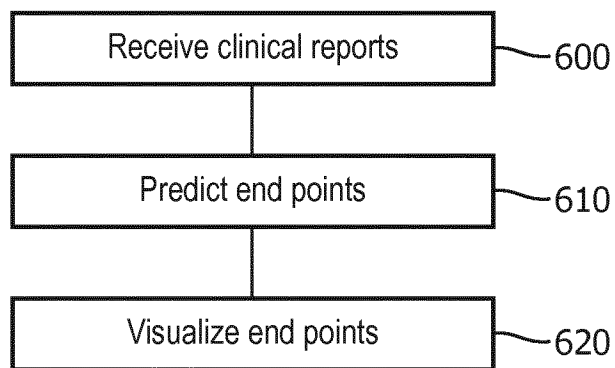 Receive clinical reports 600
Predict end points 610
Visualize end points 620